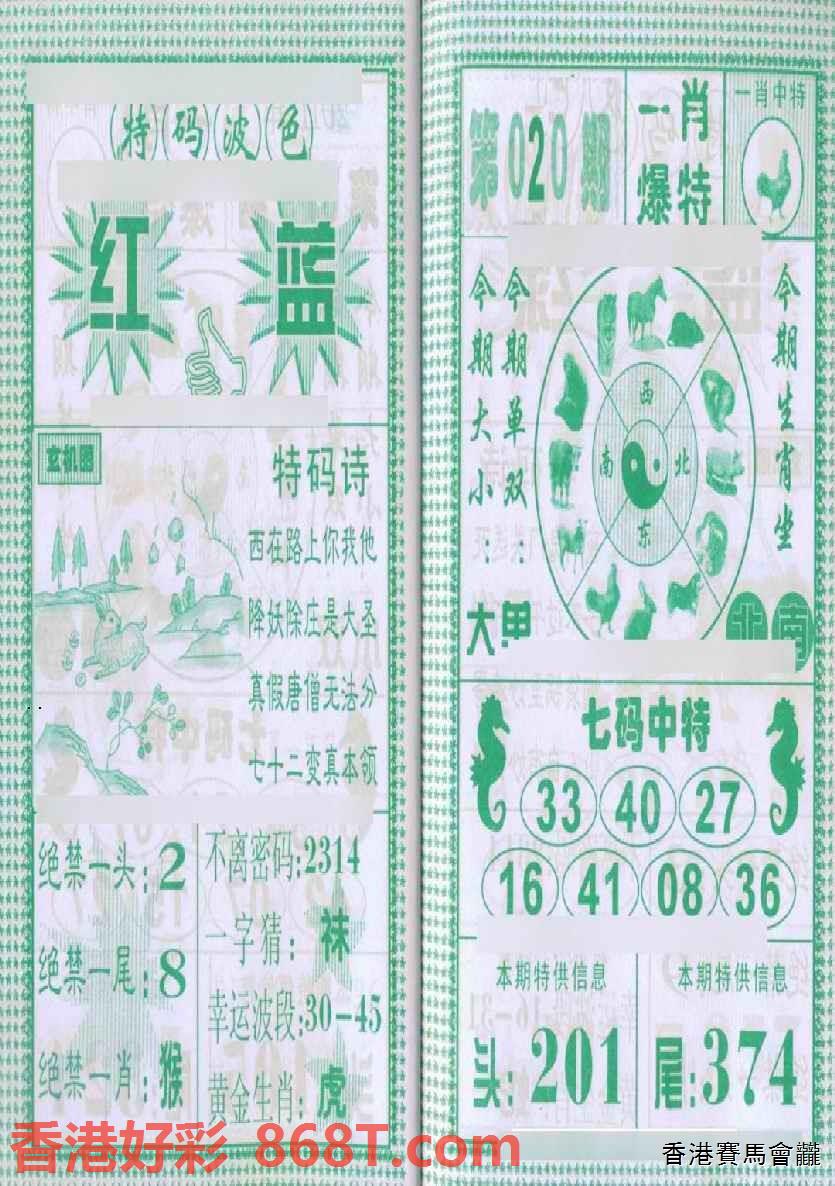 特码波色
红 蓝
玄机图
特码诗
西在路上你我他
降妖除庄是大圣
真假唐僧无法分
七十二变真本领
绝禁一头:2
绝禁一尾:8
绝禁一肖:猴
不离密码:2314
一字猜:袜
幸运波段:30-45
黄金生肖:虎
第020期
一肖
爆特
一肖中特
今期大小:大
今期单双:单
今期生肖坐
北南
西
南 北
东
七码中特
33 40 27
16 41 08 36
本期特供信息
头:201
本期特供信息
尾:374
香港好彩 868T.com
香港賽馬會